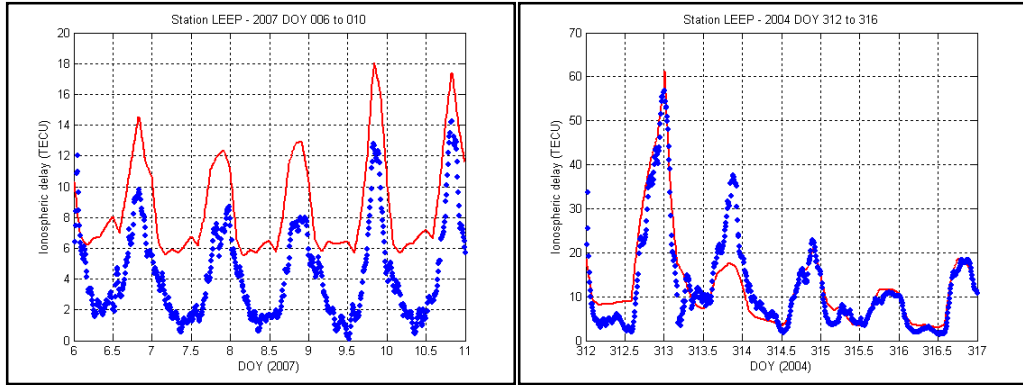 Station LEEP - 2007 DOY 006 to 010
20
18
16
14
12
10
8
6
4
2
0
Ionospheric delay (TECU)
6 6.5 7 7.5 8 8.5 9 9.5 10 10.5 11
DOY (2007)
Station LEEP - 2004 DOY 312 to 316
70
60
50
40
30
20
10
0
Ionospheric delay (TECU)
312 312.5 313 313.5 314 314.5 315 315.5 316 316.5 317
DOY (2004)